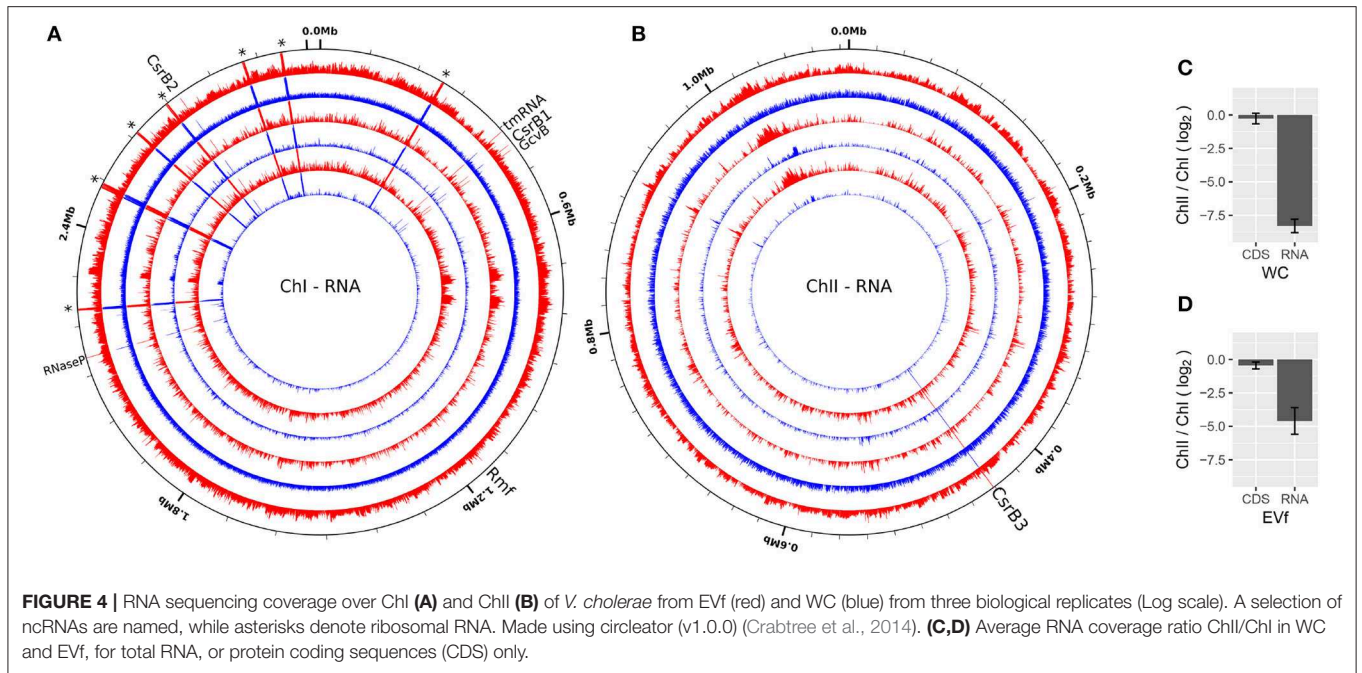 A
0.0Mb
*
*
*
CsrB2
*
*
*
*
tmRNA
CsrB1
GcvB
0.6Mb
2.4Mb
ChI - RNA
RNaseP
Rmf
1.2Mb
1.8Mb
B
0.0Mb
1.0Mb
0.2Mb
0.8Mb
ChII - RNA
0.4Mb
CsrB3
0.6Mb
C
ChII / ChI ( log2 )
0.0
−2.5
−5.0
−7.5
CDS RNA
WC
D
ChII / ChI ( log2 )
0.0
−2.5
−5.0
−7.5
CDS RNA
EVf
FIGURE 4 | RNA sequencing coverage over ChI (A) and ChII (B) of V. cholerae from EVf (red) and WC (blue) from three biological replicates (Log scale). A selection of
ncRNAs are named, while asterisks denote ribosomal RNA. Made using circleator (v1.0.0) (Crabtree et al., 2014). (C,D) Average RNA coverage ratio ChII/ChI in WC
and EVf, for total RNA, or protein coding sequences (CDS) only.